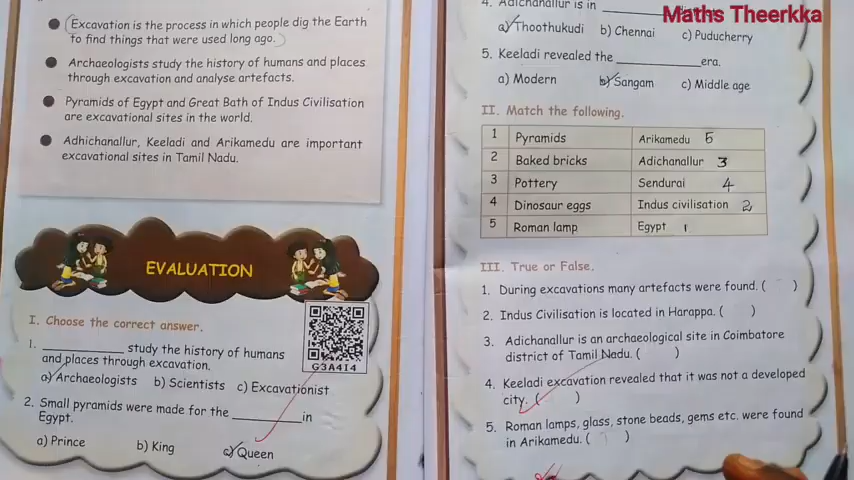 Excavation is the process in which people dig the Earth
to find things that were used long ago.
Archaeologists study the history of humans and places
through excavation and analyse artefacts.
Pyramids of Egypt and Great Bath of Indus Civilisation
are excavational sites in the world.
Adhichanallur, Keeladi and Arikamedu are important
excavational sites in Tamil Nadu.
EVALUATION
I. Choose the correct answer.
1. __________ study the history of humans
and places through excavation.
a) Archaeologists b) Scientists c) Excavationist
G3A4I4
2. Small pyramids were made for the __________ in
Egypt.
a) Prince b) King c) Queen
Maths Theerkka
4. Adichanallur is in __________
a) Thoothukudi b) Chennai c) Puducherry
5. Keeladi revealed the __________ era.
a) Modern b) Sangam c) Middle age
II. Match the following.
1 Pyramids Arikamedu 5
2 Baked bricks Adichanallur 3
3 Pottery Sendurai 4
4 Dinosaur eggs Indus civilisation 2
5 Roman lamp Egypt 1
III. True or False.
1. During excavations many artefacts were found. ( )
2. Indus Civilisation is located in Harappa. ( )
3. Adichanallur is an archaeological site in Coimbatore
district of Tamil Nadu. ( )
4. Keeladi excavation revealed that it was not a developed
city. ( )
5. Roman lamps, glass, stone beads, gems etc. were found
in Arikamedu. ( )